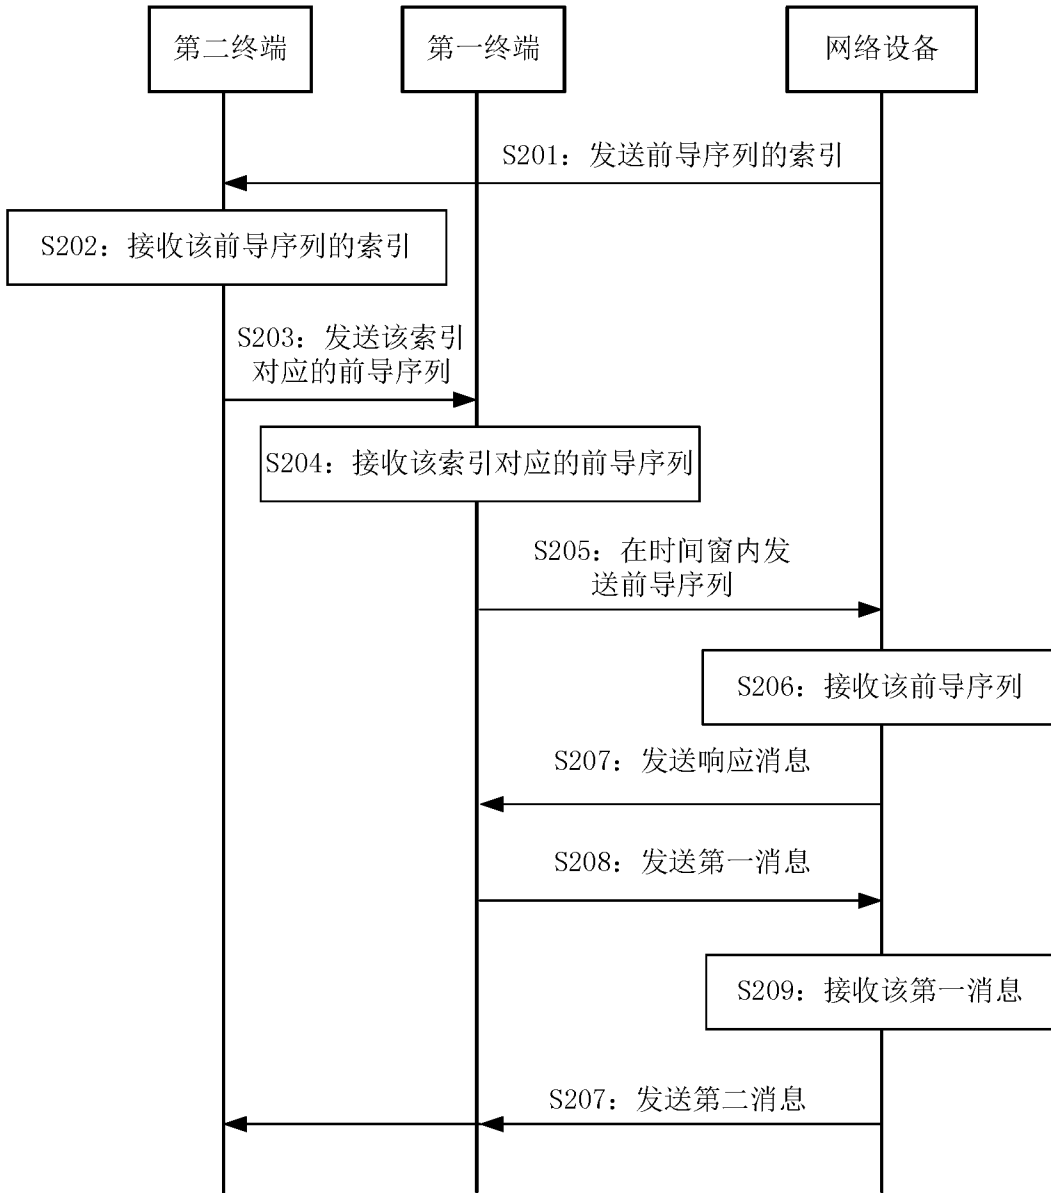 第二终端
第一终端
网络设备
S201：发送前导序列的索引
S202：接收该前导序列的索引
S203：发送该索引
对应的前导序列
S204：接收该索引对应的前导序列
S205：在时间窗内发
送前导序列
S206：接收该前导序列
S207：发送响应消息
S208：发送第一消息
S209：接收该第一消息
S207：发送第二消息